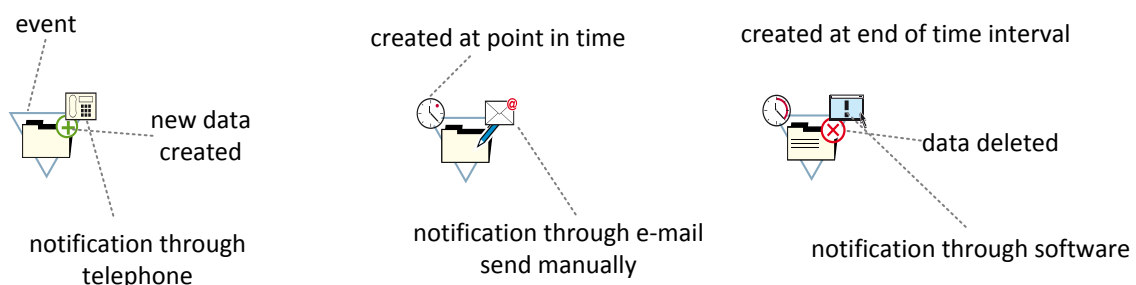 event
new data
created
notification through
telephone
created at point in time
@
notification through e-mail
send manually
created at end of time interval
data deleted
notification through software